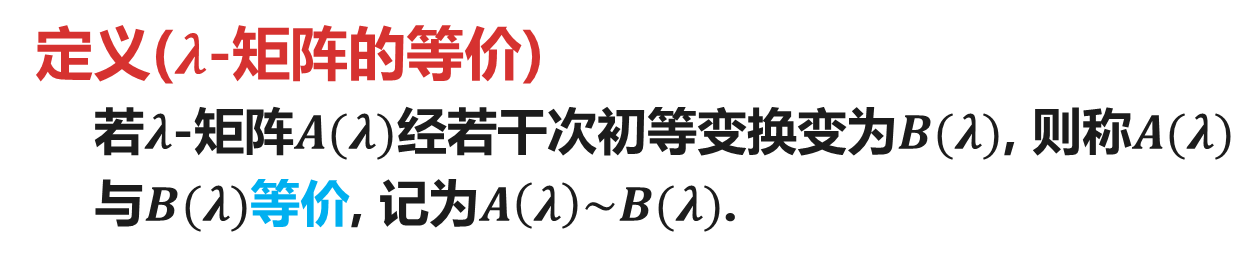 定义(λ-矩阵的等价)
若λ-矩阵A(λ)经若干次初等变换变为B(λ), 则称A(λ)
与B(λ)等价, 记为A(λ)~B(λ).